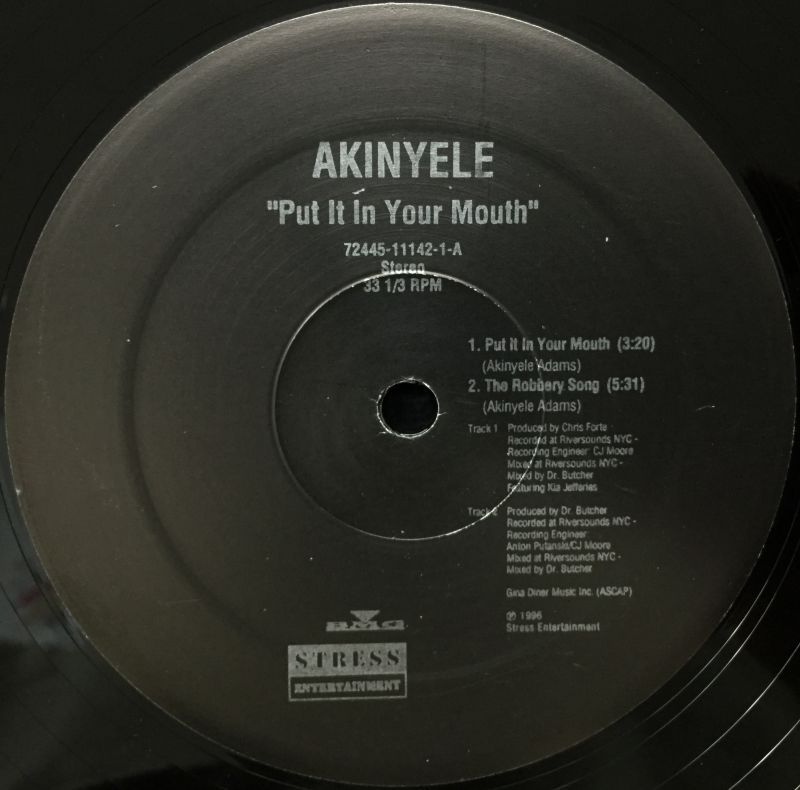 AKINYELE
"Put It In Your Mouth"
72445-11142-1-A
Stereo
33 1/3 RPM
1. Put It In Your Mouth (3:20)
(Akinyele Adams)
2. The Robbery Song (5:31)
(Akinyele Adams)
Track 1 Produced by Chris Forte
Recorded at Riversounds NYC -
Recording Engineer CJ Moore
Mixed at Riversounds NYC -
Mixed by Dr. Butcher
Featuring Kia Jefferies
Track 2 Produced by Dr. Butcher
Recorded at Riversounds NYC -
Recording Engineer
Anton Putanski/CJ Moore
Mixed at Riversounds NYC -
Mixed by Dr. Butcher
Gina Diner Music Inc. (ASCAP)
℗ 1996
Stress Entertainment
BMG
STRESS
ENTERTAINMENT